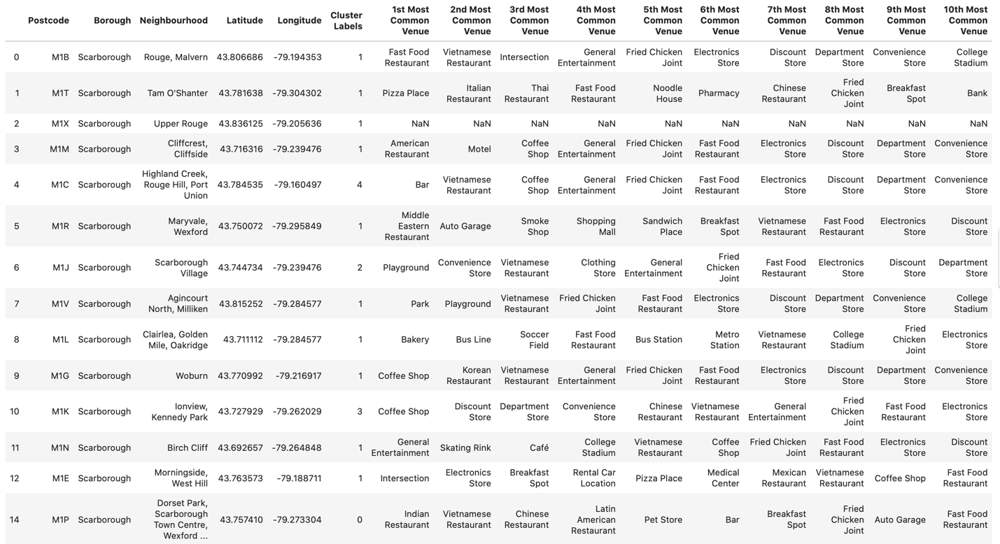 Postcode Borough Neighbourhood Latitude Longitude Cluster Labels 1st Most Common Venue 2nd Most Common Venue 3rd Most Common Venue 4th Most Common Venue 5th Most Common Venue 6th Most Common Venue 7th Most Common Venue 8th Most Common Venue 9th Most Common Venue 10th Most Common Venue
0 M1B Scarborough Rouge, Malvern 43.806686 -79.194353 1 Fast Food Restaurant Vietnamese Restaurant Intersection General Entertainment Fried Chicken Joint Electronics Store Discount Store Department Store Convenience Store College Stadium
1 M1T Scarborough Tam O'Shanter 43.781638 -79.304302 1 Pizza Place Italian Restaurant Thai Restaurant Fast Food Restaurant Noodle House Pharmacy Chinese Restaurant Fried Chicken Joint Breakfast Spot Bank
2 M1X Scarborough Upper Rouge 43.836125 -79.205636 1 NaN NaN NaN NaN NaN NaN NaN NaN NaN NaN
3 M1M Scarborough Cliffcrest, Cliffside 43.716316 -79.239476 1 American Restaurant Motel Coffee Shop General Entertainment Fried Chicken Joint Fast Food Restaurant Electronics Store Discount Store Department Store Convenience Store
4 M1C Scarborough Highland Creek, Rouge Hill, Port Union 43.784535 -79.160497 4 Bar Vietnamese Restaurant Coffee Shop General Entertainment Fried Chicken Joint Fast Food Restaurant Electronics Store Discount Store Department Store Convenience Store
5 M1R Scarborough Maryvale, Wexford 43.750072 -79.295849 1 Middle Eastern Restaurant Auto Garage Smoke Shop Shopping Mall Sandwich Place Breakfast Spot Vietnamese Restaurant Fast Food Restaurant Electronics Store Discount Store
6 M1J Scarborough Scarborough Village 43.744734 -79.239476 2 Playground Convenience Store Vietnamese Restaurant Clothing Store General Entertainment Fried Chicken Joint Fast Food Restaurant Electronics Store Discount Store Department Store
7 M1V Scarborough Agincourt North, Milliken 43.815252 -79.284577 1 Park Playground Vietnamese Restaurant Fried Chicken Joint Fast Food Restaurant Electronics Store Discount Store Department Store Convenience Store College Stadium
8 M1L Scarborough Clairlea, Golden Mile, Oakridge 43.711112 -79.284577 1 Bakery Bus Line Soccer Field Fast Food Restaurant Bus Station Metro Station Vietnamese Restaurant College Stadium Fried Chicken Joint Electronics Store
9 M1G Scarborough Woburn 43.770992 -79.216917 1 Coffee Shop Korean Restaurant Vietnamese Restaurant General Entertainment Fried Chicken Joint Fast Food Restaurant Electronics Store Discount Store Department Store Convenience Store
10 M1K Scarborough Ionview, Kennedy Park 43.727929 -79.262029 3 Coffee Shop Discount Store Department Store Convenience Store Chinese Restaurant Vietnamese Restaurant General Entertainment Fried Chicken Joint Fast Food Restaurant Electronics Store
11 M1N Scarborough Birch Cliff 43.692657 -79.264848 1 General Entertainment Skating Rink Café College Stadium Vietnamese Restaurant Coffee Shop Fried Chicken Joint Fast Food Restaurant Electronics Store Discount Store
12 M1E Scarborough Morningside, West Hill 43.763573 -79.188711 1 Intersection Electronics Store Breakfast Spot Rental Car Location Pizza Place Medical Center Mexican Restaurant Vietnamese Restaurant Coffee Shop Fast Food Restaurant
14 M1P Scarborough Dorset Park, Scarborough Town Centre, Wexford ... 43.757410 -79.273304 0 Indian Restaurant Vietnamese Restaurant Chinese Restaurant Latin American Restaurant Pet Store Bar Breakfast Spot Fried Chicken Joint Auto Garage Fast Food Restaurant